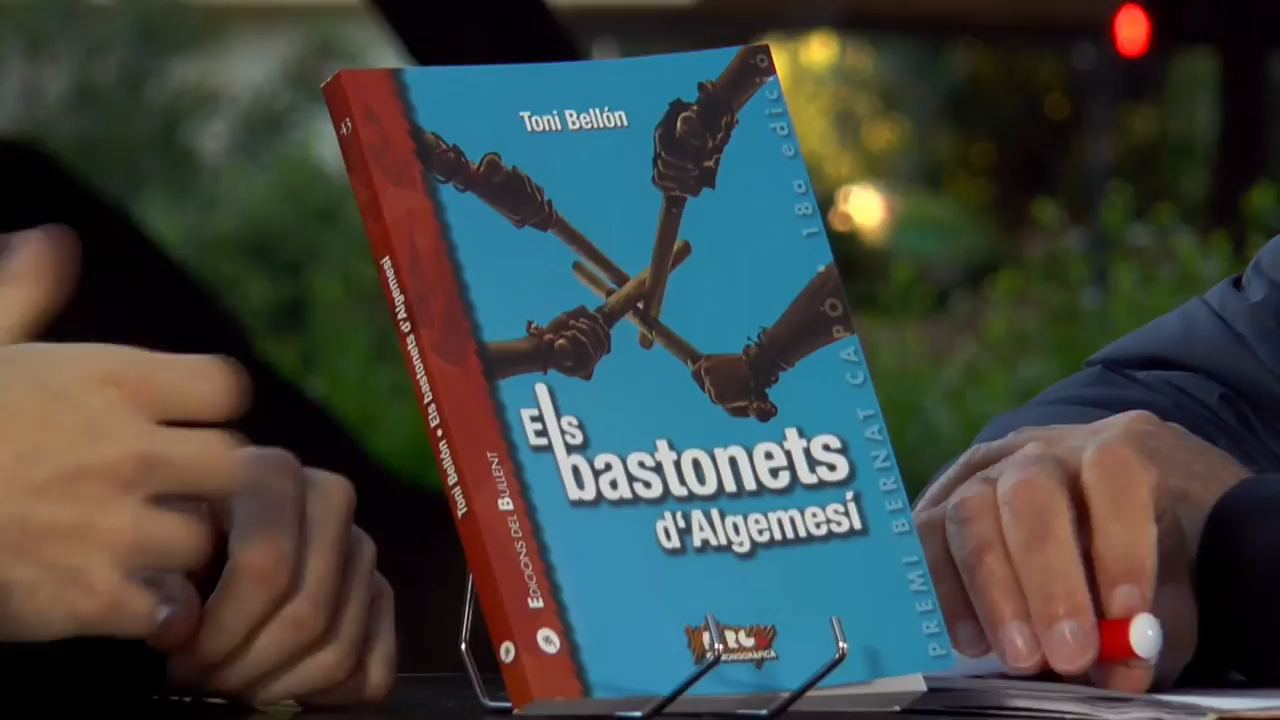 43
Toni Bellón • Els bastonets d'Algemesí
EDICIONS DEL BULLENT
Toni Bellón
Els
bastonets
d'Algemesí
PREMI BERNAT CAPÓ 18a edició